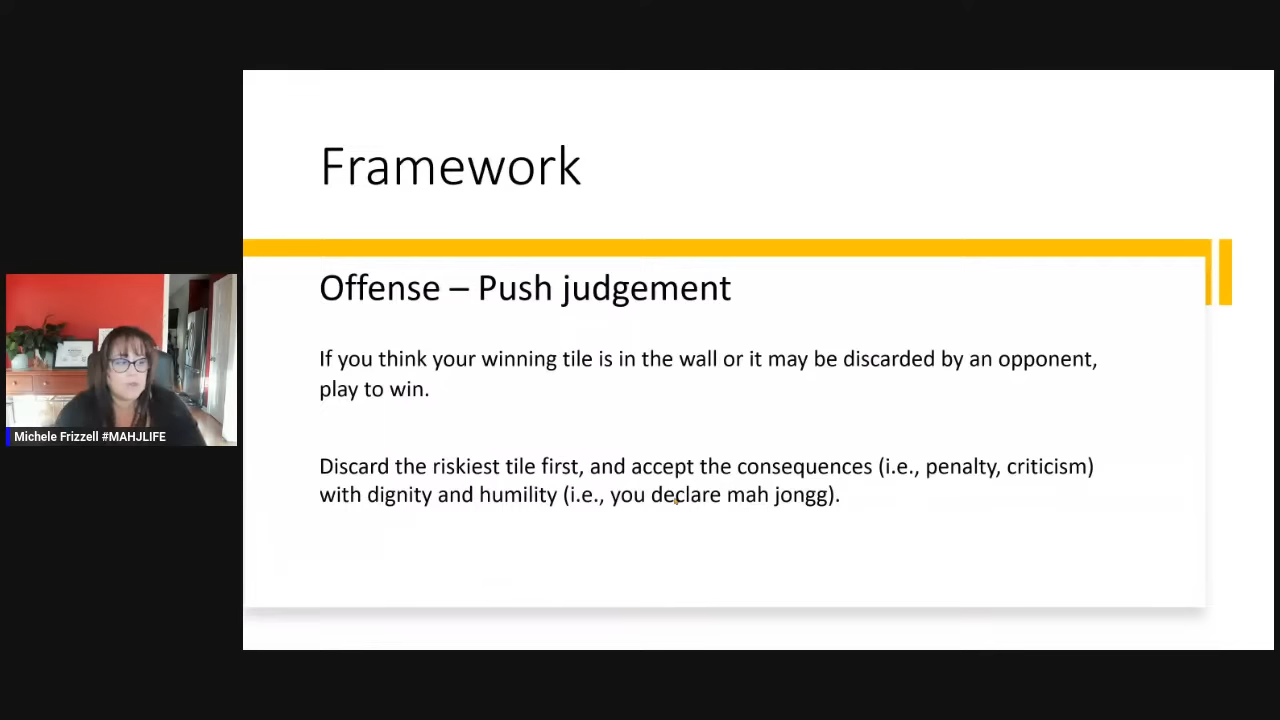 Framework
Offense – Push judgement
If you think your winning tile is in the wall or it may be discarded by an opponent,
play to win.
Discard the riskiest tile first, and accept the consequences (i.e., penalty, criticism)
with dignity and humility (i.e., you declare mah jongg).
Michele Frizzell #MAHJLIFE